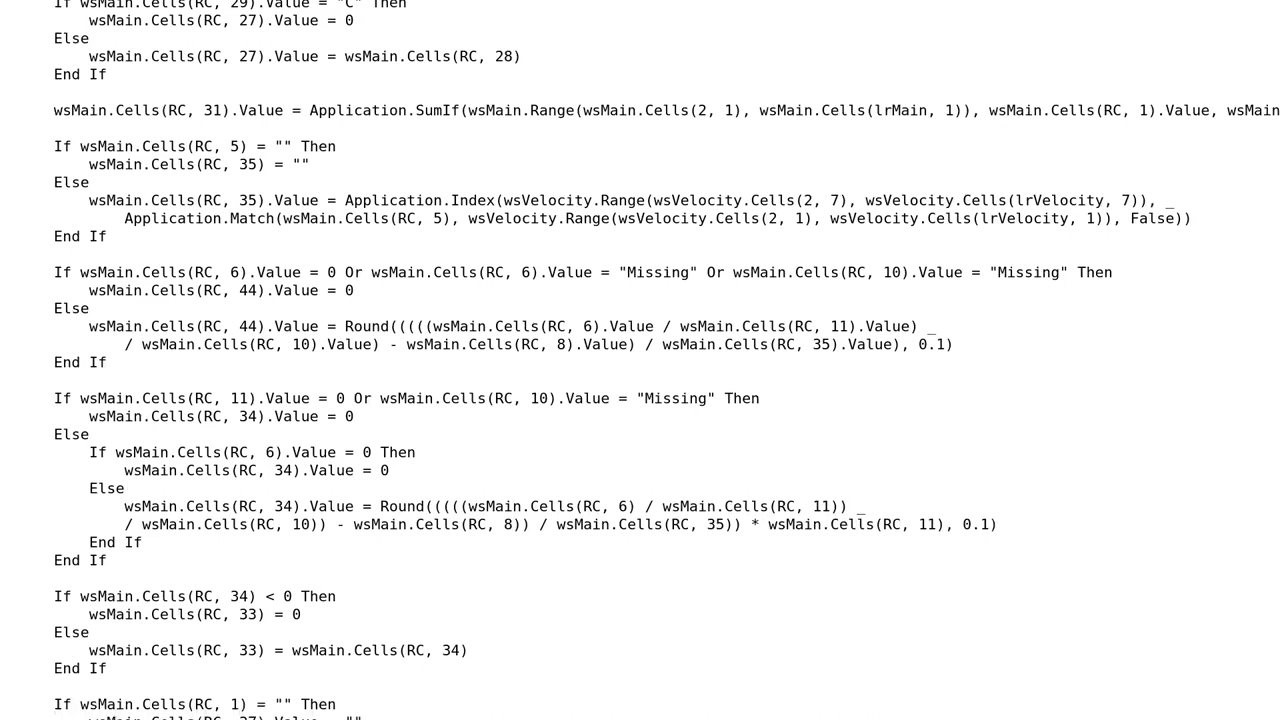 If wsMain.Cells(RC, 29).Value = "C" Then
wsMain.Cells(RC, 27).Value = 0
Else
wsMain.Cells(RC, 27).Value = wsMain.Cells(RC, 28)
End If
wsMain.Cells(RC, 31).Value = Application.SumIf(wsMain.Range(wsMain.Cells(2, 1), wsMain.Cells(lrMain, 1)), wsMain.Cells(RC, 1).Value, wsMain
If wsMain.Cells(RC, 5) = "" Then
wsMain.Cells(RC, 35) = ""
Else
wsMain.Cells(RC, 35).Value = Application.Index(wsVelocity.Range(wsVelocity.Cells(2, 7), wsVelocity.Cells(lrVelocity, 7)), _
Application.Match(wsMain.Cells(RC, 5), wsVelocity.Range(wsVelocity.Cells(2, 1), wsVelocity.Cells(lrVelocity, 1)), False))
End If
If wsMain.Cells(RC, 6).Value = 0 Or wsMain.Cells(RC, 6).Value = "Missing" Or wsMain.Cells(RC, 10).Value = "Missing" Then
wsMain.Cells(RC, 44).Value = 0
Else
wsMain.Cells(RC, 44).Value = Round(((((wsMain.Cells(RC, 6).Value / wsMain.Cells(RC, 11).Value) _
/ wsMain.Cells(RC, 10).Value) - wsMain.Cells(RC, 8).Value) / wsMain.Cells(RC, 35).Value), 0.1)
End If
If wsMain.Cells(RC, 11).Value = 0 Or wsMain.Cells(RC, 10).Value = "Missing" Then
wsMain.Cells(RC, 34).Value = 0
Else
If wsMain.Cells(RC, 6).Value = 0 Then
wsMain.Cells(RC, 34).Value = 0
Else
wsMain.Cells(RC, 34).Value = Round(((((wsMain.Cells(RC, 6) / wsMain.Cells(RC, 11)) _
/ wsMain.Cells(RC, 10)) - wsMain.Cells(RC, 8)) / wsMain.Cells(RC, 35)) * wsMain.Cells(RC, 11), 0.1)
End If
End If
If wsMain.Cells(RC, 34) < 0 Then
wsMain.Cells(RC, 33) = 0
Else
wsMain.Cells(RC, 33) = wsMain.Cells(RC, 34)
End If
If wsMain.Cells(RC, 1) = "" Then